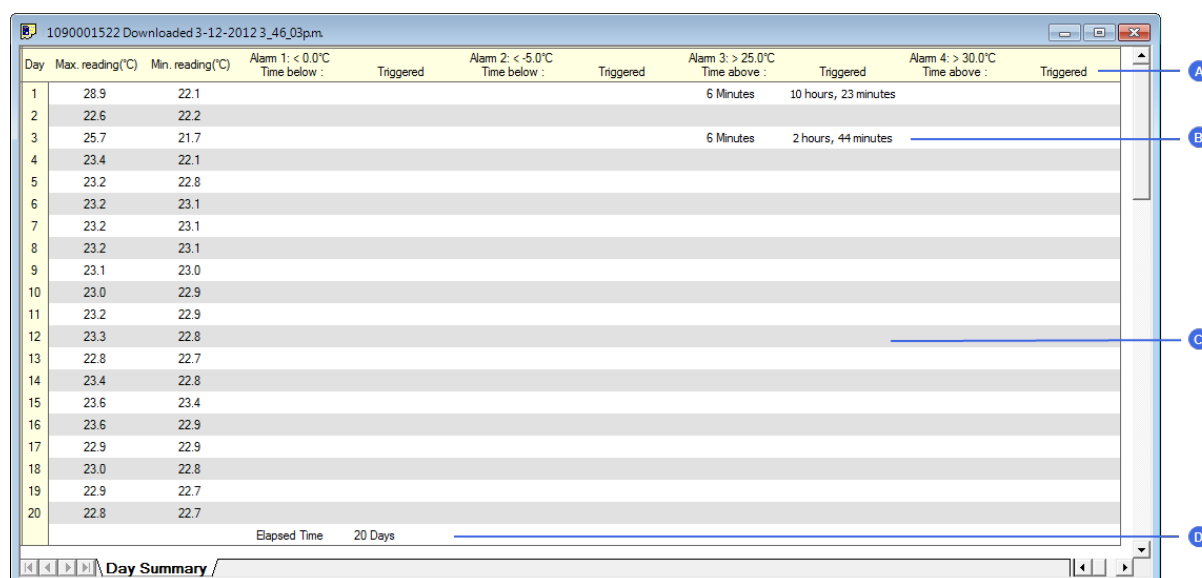 1090001522 Downloaded 3-12-2012 3_46_03p.m.
Day Max. reading(°C) Min. reading(°C) Alarm 1: < 0.0°C Time below : Triggered Alarm 2: < -5.0°C Time below : Triggered Alarm 3: > 25.0°C Time above : Triggered Alarm 4: > 30.0°C Time above : Triggered A
1 28.9 22.1 6 Minutes 10 hours, 23 minutes
2 22.6 22.2
3 25.7 21.7 6 Minutes 2 hours, 44 minutes B
4 23.4 22.1
5 23.2 22.8
6 23.2 23.1
7 23.2 23.1
8 23.2 23.1
9 23.1 23.0
10 23.0 22.9
11 23.2 22.9
12 23.3 22.8 C
13 22.8 22.7
14 23.4 22.8
15 23.6 23.4
16 23.6 22.9
17 22.9 22.9
18 23.0 22.8
19 22.9 22.7
20 22.8 22.7
Elapsed Time 20 Days D
Day Summary